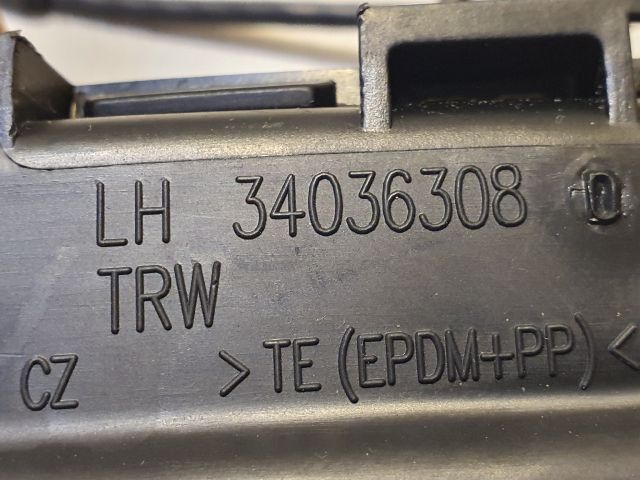 LH 34036308 D
TRW
CZ >TE(EPDM+PP)<